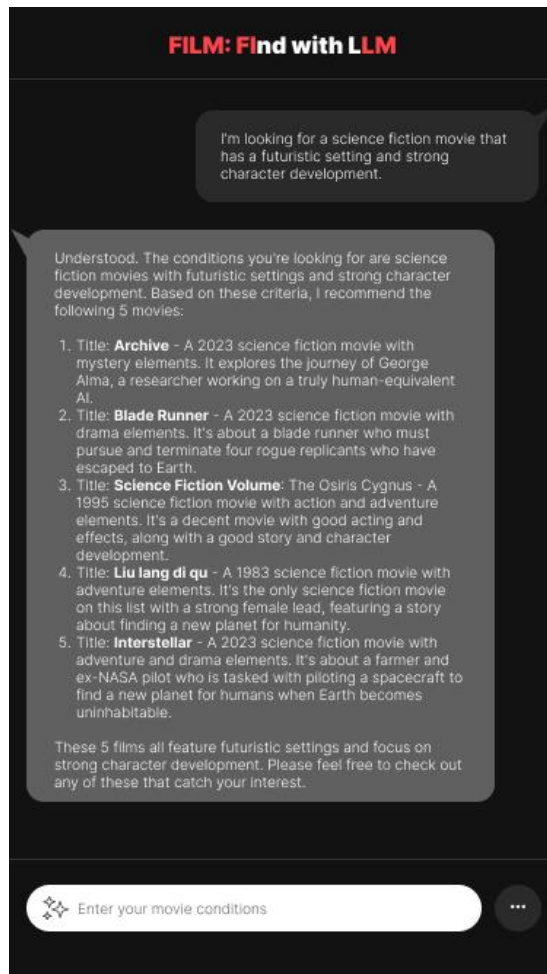 FILM: FInd with LLM
I'm looking for a science fiction movie that
has a futuristic setting and strong
character development.
Understood. The conditions you're looking for are science
fiction movies with futuristic settings and strong character
development. Based on these criteria, I recommend the
following 5 movies:
1. Title: Archive - A 2023 science fiction movie with
mystery elements. It explores the journey of George
Alma, a researcher working on a truly human-equivalent
AI.
2. Title: Blade Runner - A 2023 science fiction movie with
drama elements. It's about a blade runner who must
pursue and terminate four rogue replicants who have
escaped to Earth.
3. Title: Science Fiction Volume: The Osiris Cygnus - A
1995 science fiction movie with action and adventure
elements. It's a decent movie with good acting and
effects, along with a good story and character
development.
4. Title: Liu lang di qu - A 1983 science fiction movie with
adventure elements. It's the only science fiction movie
on this list with a strong female lead, featuring a story
about finding a new planet for humanity.
5. Title: Interstellar - A 2023 science fiction movie with
adventure and drama elements. It's about a farmer and
ex-NASA pilot who is tasked with piloting a spacecraft to
find a new planet for humans when Earth becomes
uninhabitable.
These 5 films all feature futuristic settings and focus on
strong character development. Please feel free to check out
any of these that catch your interest.
Enter your movie conditions